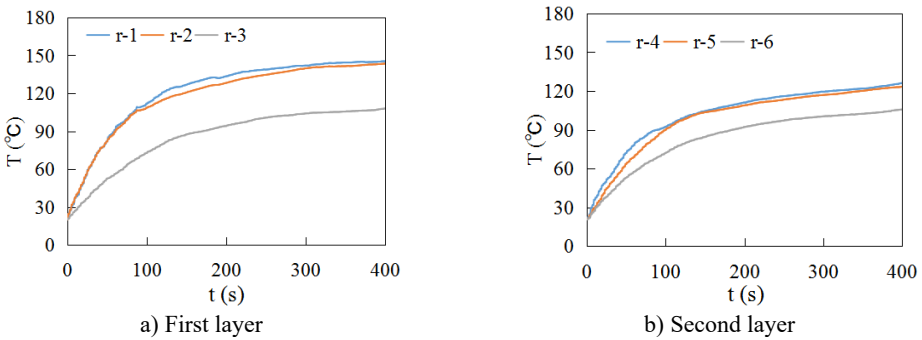 180
150
120
90
60
30
0
T (℃)
r-1 r-2 r-3
0 100 200 300 400
t (s)
a) First layer
180
150
120
90
60
30
0
T (℃)
r-4 r-5 r-6
0 100 200 300 400
t (s)
b) Second layer